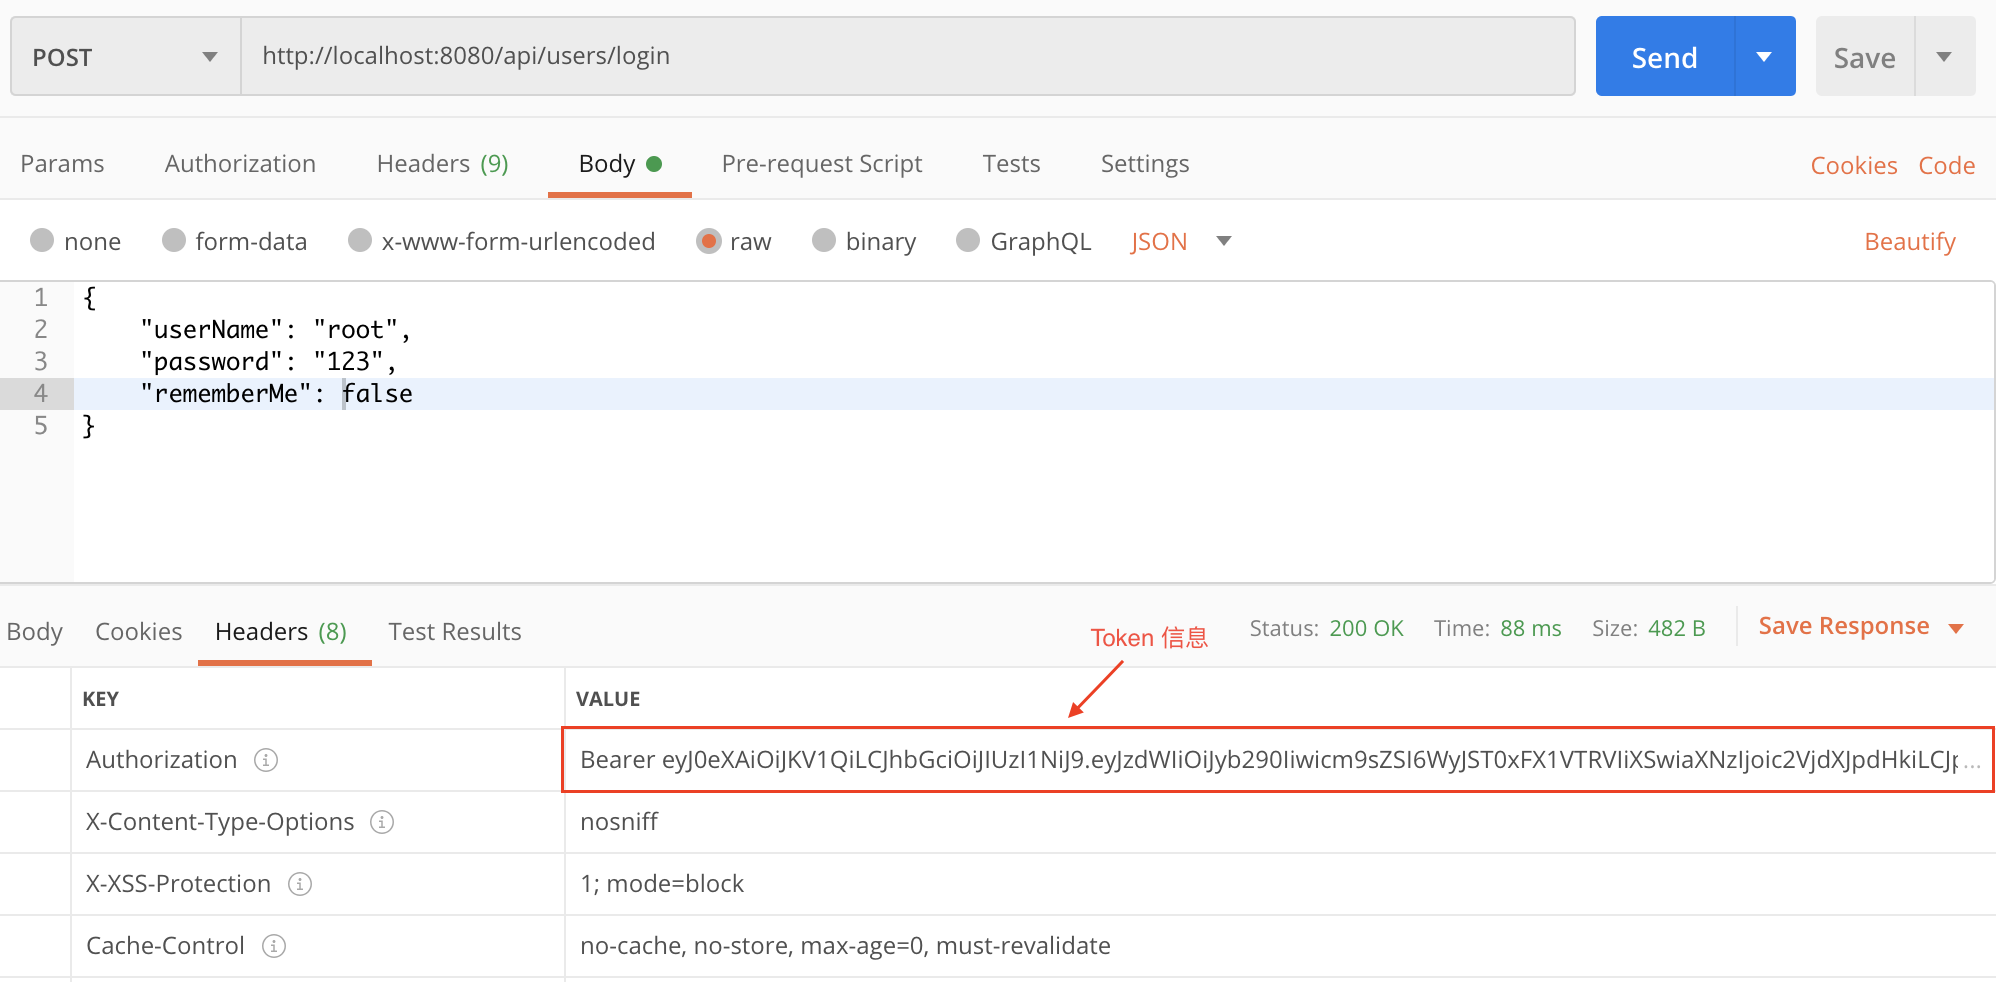 POST http://localhost:8080/api/users/login Send Save
Params Authorization Headers (9) Body Pre-request Script Tests Settings Cookies Code
none form-data x-www-form-urlencoded raw binary GraphQL JSON Beautify
1 {
2 "userName": "root",
3 "password": "123",
4 "rememberMe": false
5 }
Body Cookies Headers (8) Test Results Token 信息 Status: 200 OK Time: 88 ms Size: 482 B Save Response
KEY VALUE
Authorization Bearer eyJ0eXAiOiJKV1QiLCJhbGciOiJIUzI1NiJ9.eyJzdWIiOiJyb290Iiwicm9sZSI6WyJST0xFX1VTRVIiXSwiaXNzIjoic2VjdXJpdHkiLCJp...
X-Content-Type-Options nosniff
X-XSS-Protection 1; mode=block
Cache-Control no-cache, no-store, max-age=0, must-revalidate